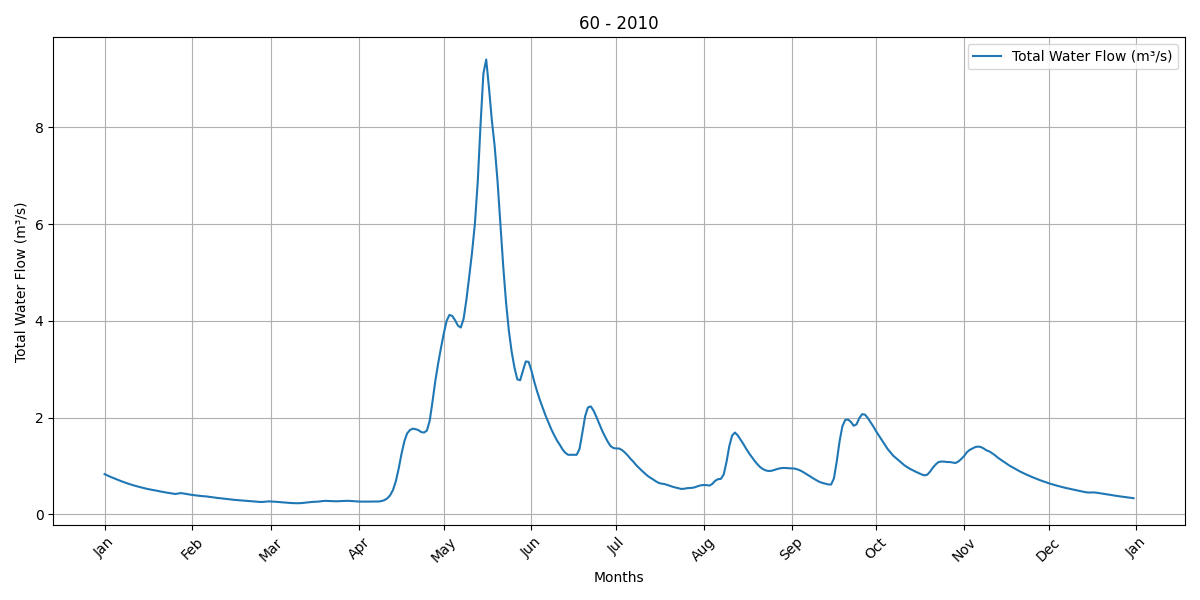 60 - 2010
Total Water Flow (m³/s)
Total Water Flow (m³/s)
8
6
4
2
0
Jan
Feb
Mar
Apr
May
Jun
Jul
Aug
Sep
Oct
Nov
Dec
Jan
Months